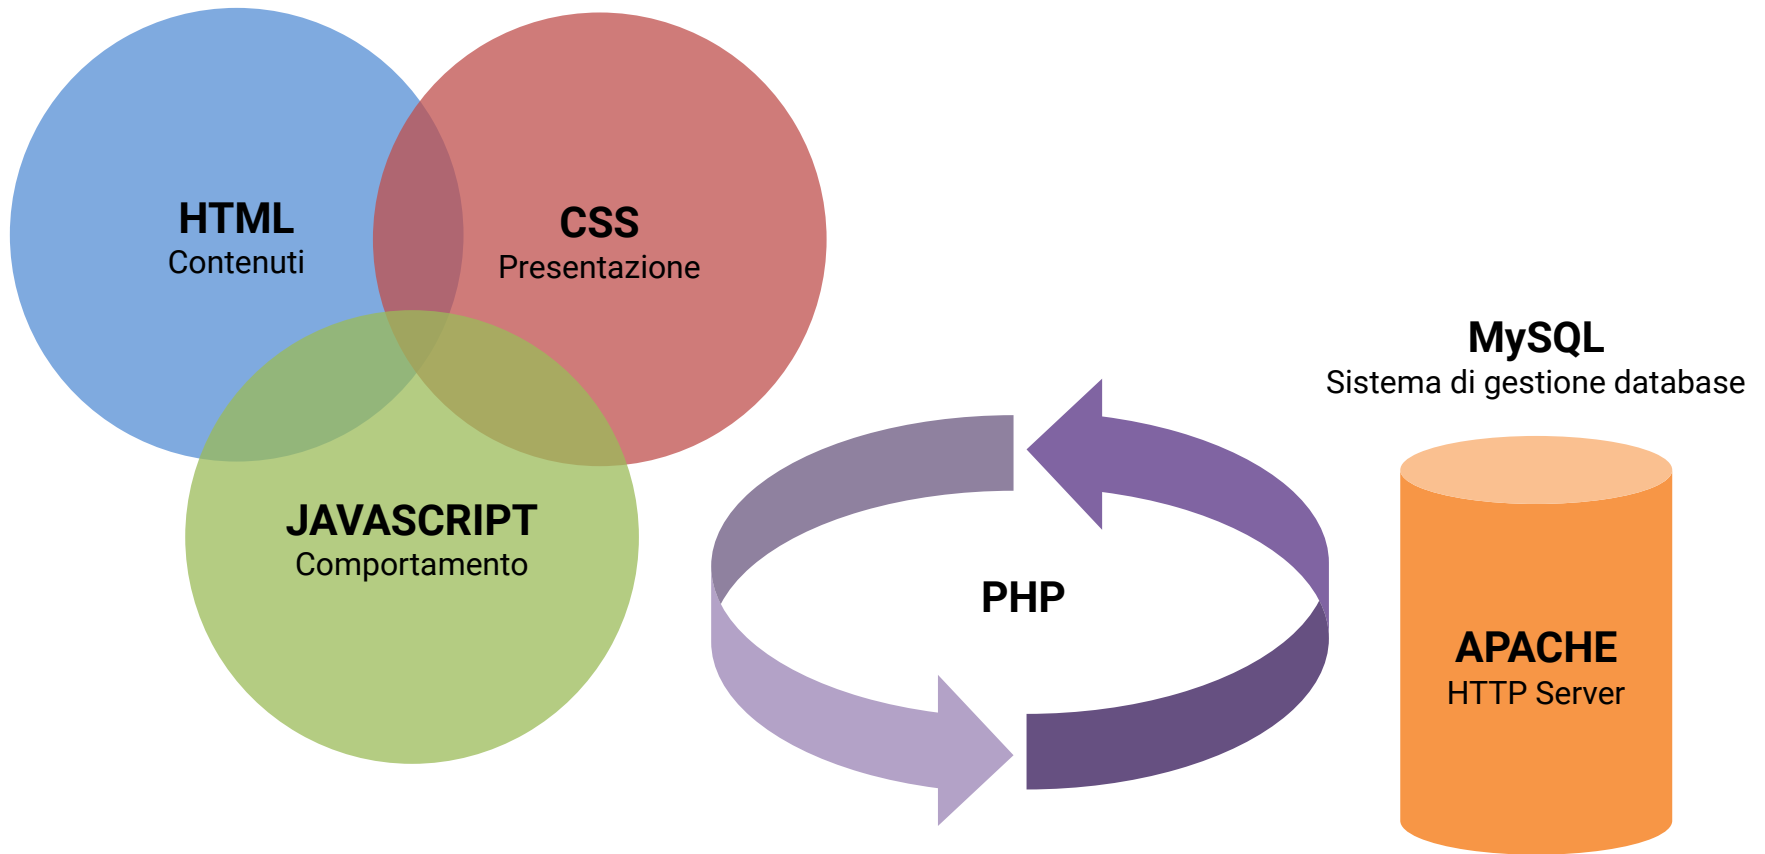 HTML
Contenuti
CSS
Presentazione
JAVASCRIPT
Comportamento
PHP
MySQL
Sistema di gestione database
APACHE
HTTP Server